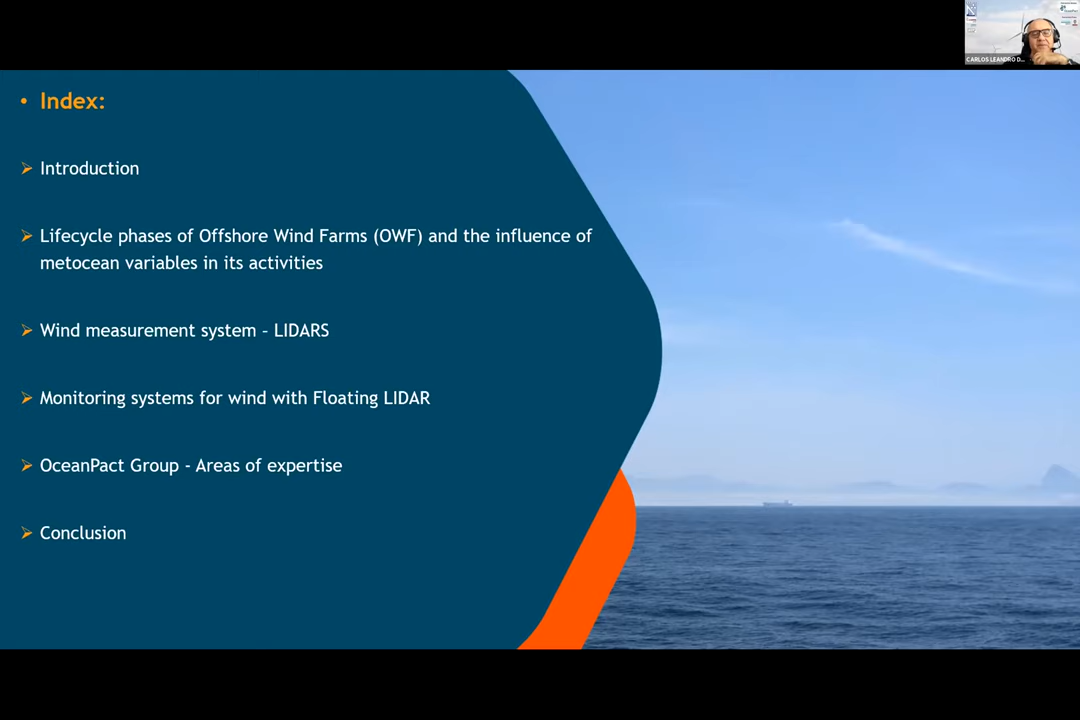 • Index:
➢ Introduction
➢ Lifecycle phases of Offshore Wind Farms (OWF) and the influence of
metocean variables in its activities
➢ Wind measurement system – LIDARS
➢ Monitoring systems for wind with Floating LIDAR
➢ OceanPact Group - Areas of expertise
➢ Conclusion
CARLOS LEANDRO D...